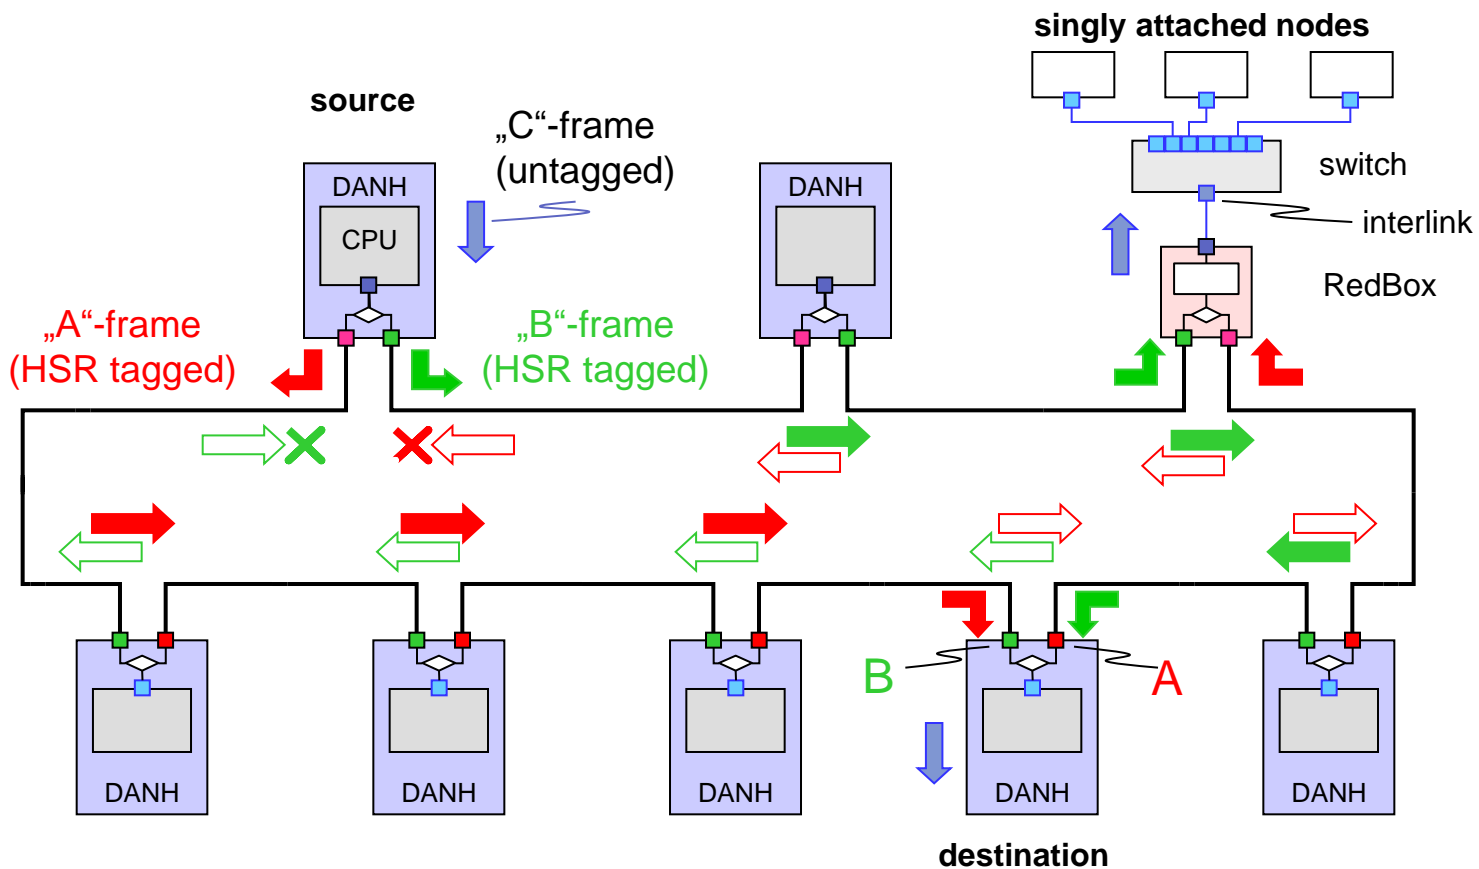 singly attached nodes
source
„C“-frame
(untagged)
switch
interlink
RedBox
DANH
CPU
DANH
„A“-frame
(HSR tagged)
„B“-frame
(HSR tagged)
B
A
DANH
DANH
DANH
DANH
DANH
destination